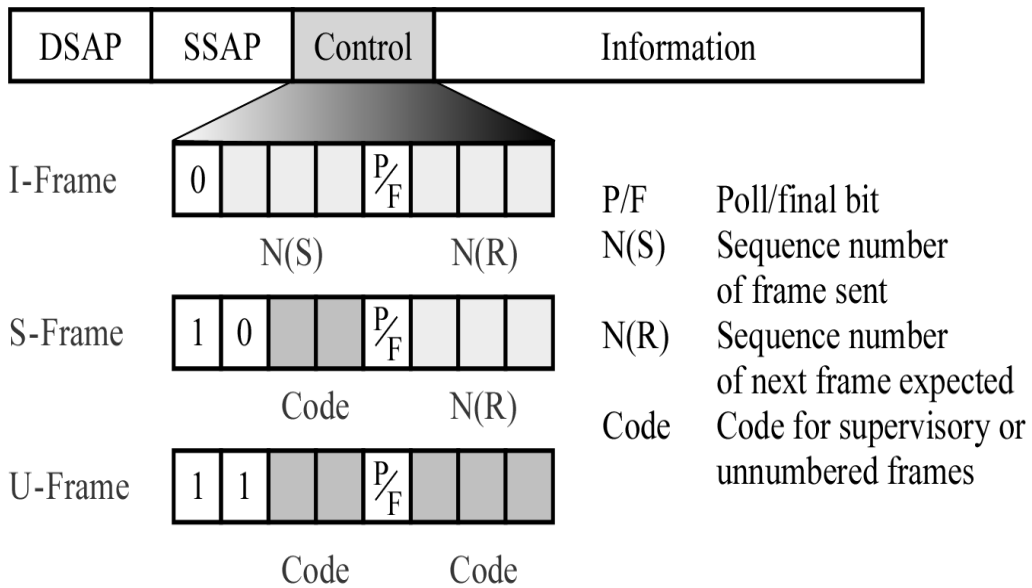 DSAP SSAP Control Information
I-Frame 0 P/F
N(S) N(R)
S-Frame 1 0 P/F
Code N(R)
U-Frame 1 1 P/F
Code Code
P/F Poll/final bit
N(S) Sequence number
of frame sent
N(R) Sequence number
of next frame expected
Code Code for supervisory or
unnumbered frames